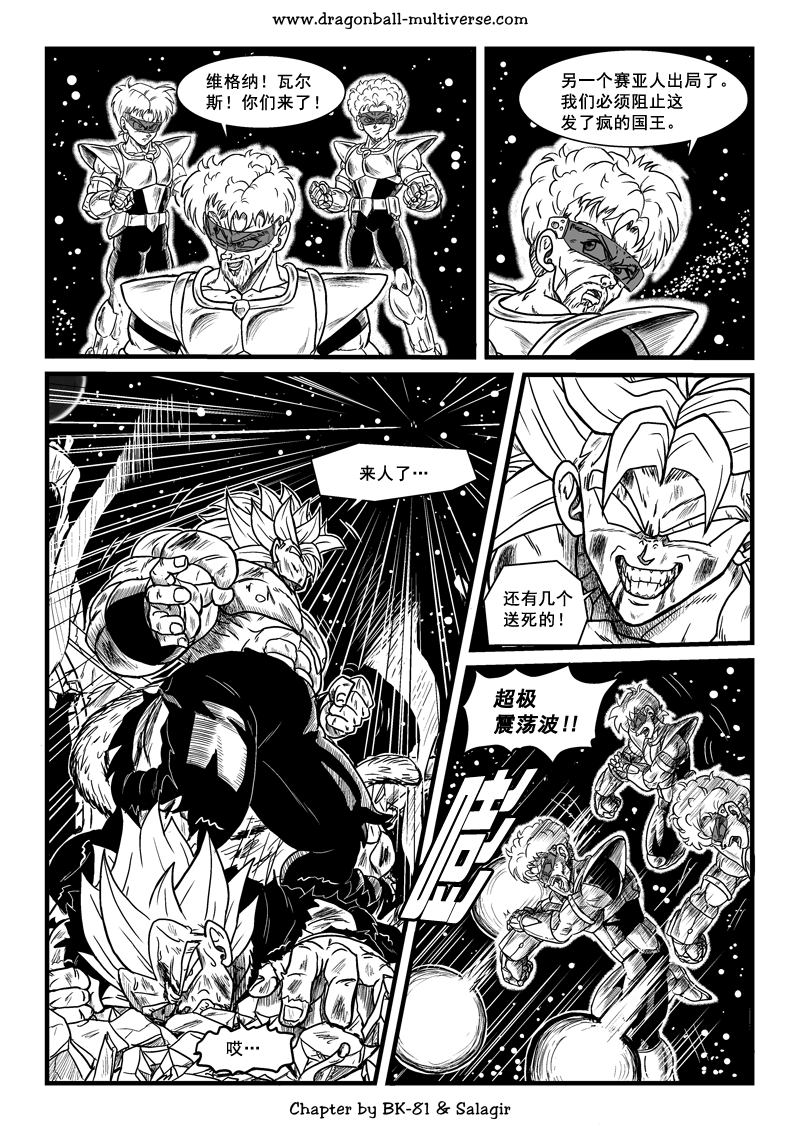 www.dragonball-multiverse.com
维格纳！瓦尔
斯！你们来了！
另一个赛亚人出局了。
我们必须阻止这
发了疯的国王。
来人了…
还有几个
送死的！
超极
震荡波!!
哎…
Chapter by BK-81 & Salagir